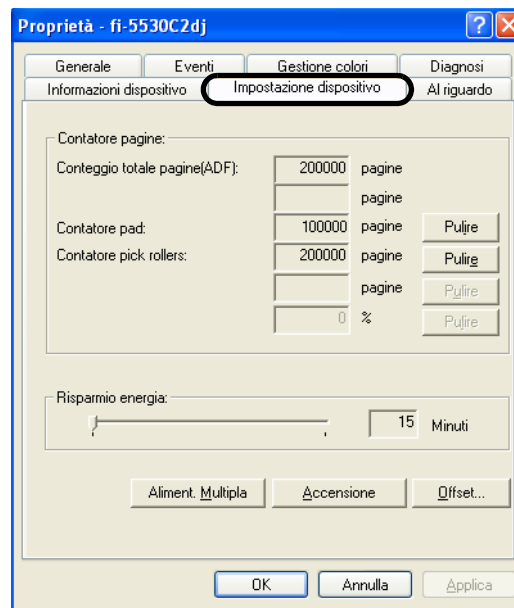 Proprietà - fi-5530C2dj
Generale Eventi Gestione colori Diagnosi
Informazioni dispositivo Impostazione dispositivo Al riguardo
Contatore pagine:
Conteggio totale pagine(ADF): 200000 pagine
pagine
Contatore pad: 100000 pagine Pulire
Contatore pick rollers: 200000 pagine Pulire
pagine Pulire
0 % Pulire
Risparmio energia:
15 Minuti
Aliment. Multipla Accensione Offset...
OK Annulla Applica